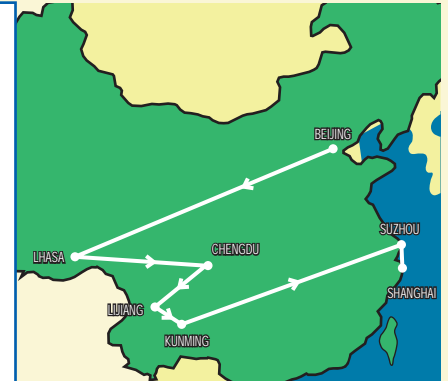 BEIJING
SUZHOU
CHENGDU
LHASA
SHANGHAI
LIJIANG
KUNMING